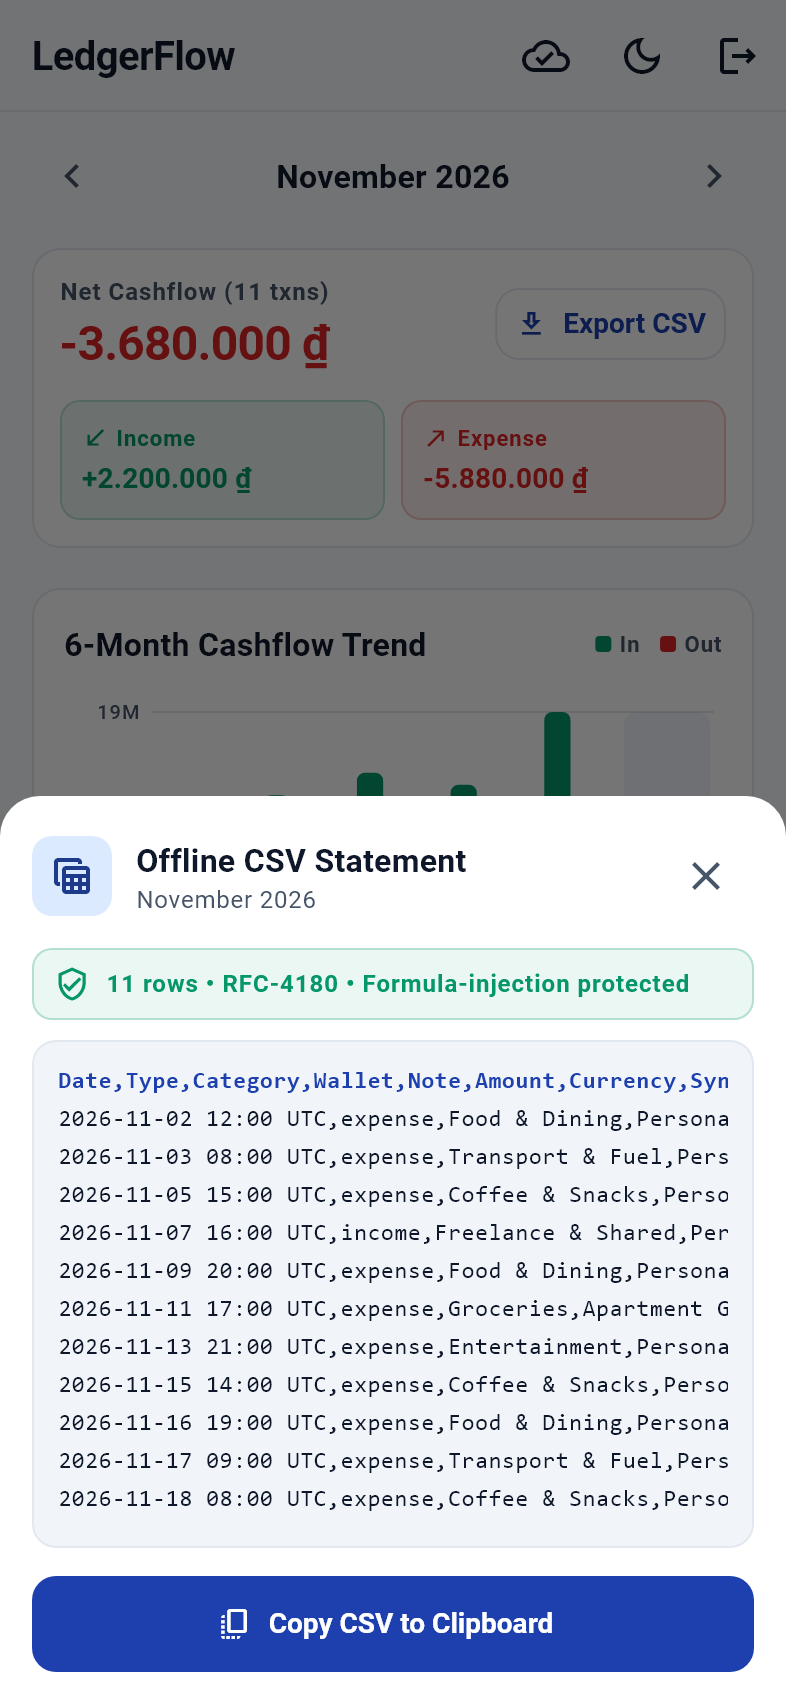 LedgerFlow
November 2026
Net Cashflow (11 txns)
-3.680.000 ₫
Export CSV
Income
+2.200.000 ₫
Expense
-5.880.000 ₫
6-Month Cashflow Trend
In
Out
19M
Offline CSV Statement
November 2026
11 rows • RFC-4180 • Formula-injection protected
Date,Type,Category,Wallet,Note,Amount,Currency,Syn
2026-11-02 12:00 UTC,expense,Food & Dining,Persona
2026-11-03 08:00 UTC,expense,Transport & Fuel,Pers
2026-11-05 15:00 UTC,expense,Coffee & Snacks,Perso
2026-11-07 16:00 UTC,income,Freelance & Shared,Per
2026-11-09 20:00 UTC,expense,Food & Dining,Persona
2026-11-11 17:00 UTC,expense,Groceries,Apartment G
2026-11-13 21:00 UTC,expense,Entertainment,Persona
2026-11-15 14:00 UTC,expense,Coffee & Snacks,Perso
2026-11-16 19:00 UTC,expense,Food & Dining,Persona
2026-11-17 09:00 UTC,expense,Transport & Fuel,Pers
2026-11-18 08:00 UTC,expense,Coffee & Snacks,Perso
Copy CSV to Clipboard